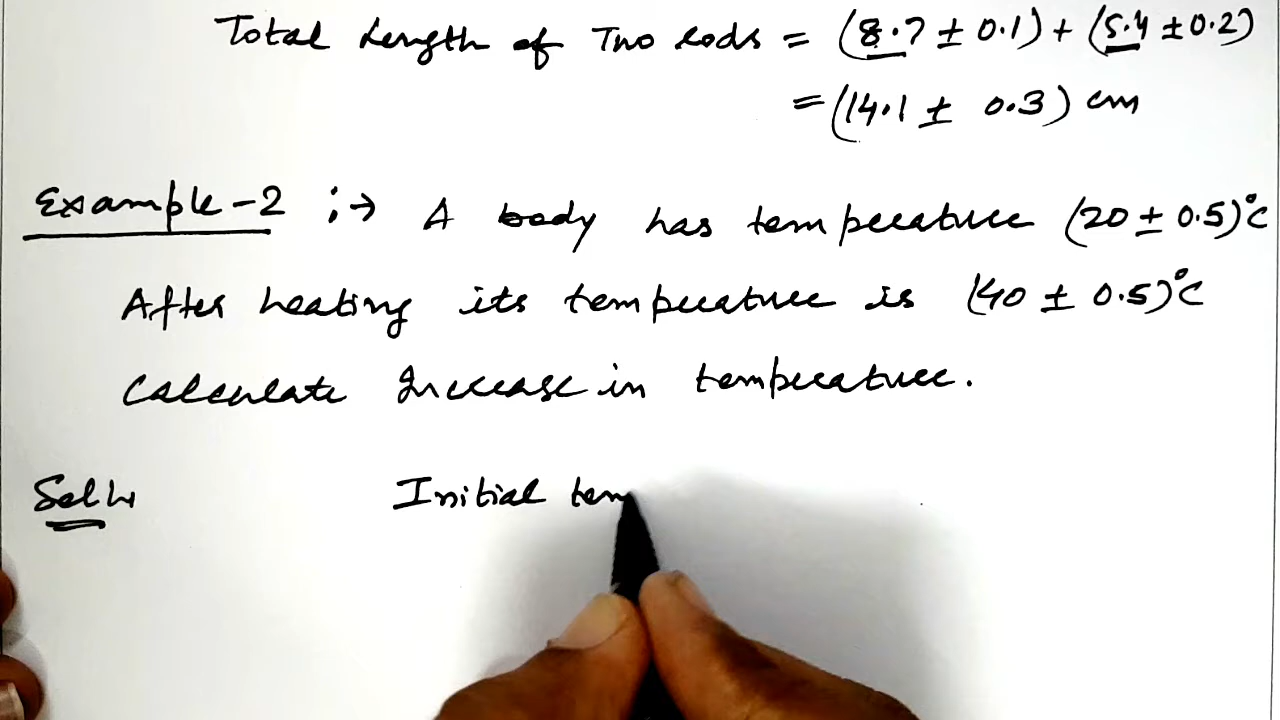 Total Length of Two rods = (8.7 ± 0.1) + (5.4 ± 0.2)
= (14.1 ± 0.3) cm
Example-2 :→ A body has temperature (20 ± 0.5)°C
After heating its temperature is (40 ± 0.5)°C
Calculate Increase in temperature.
Soln Initial tem